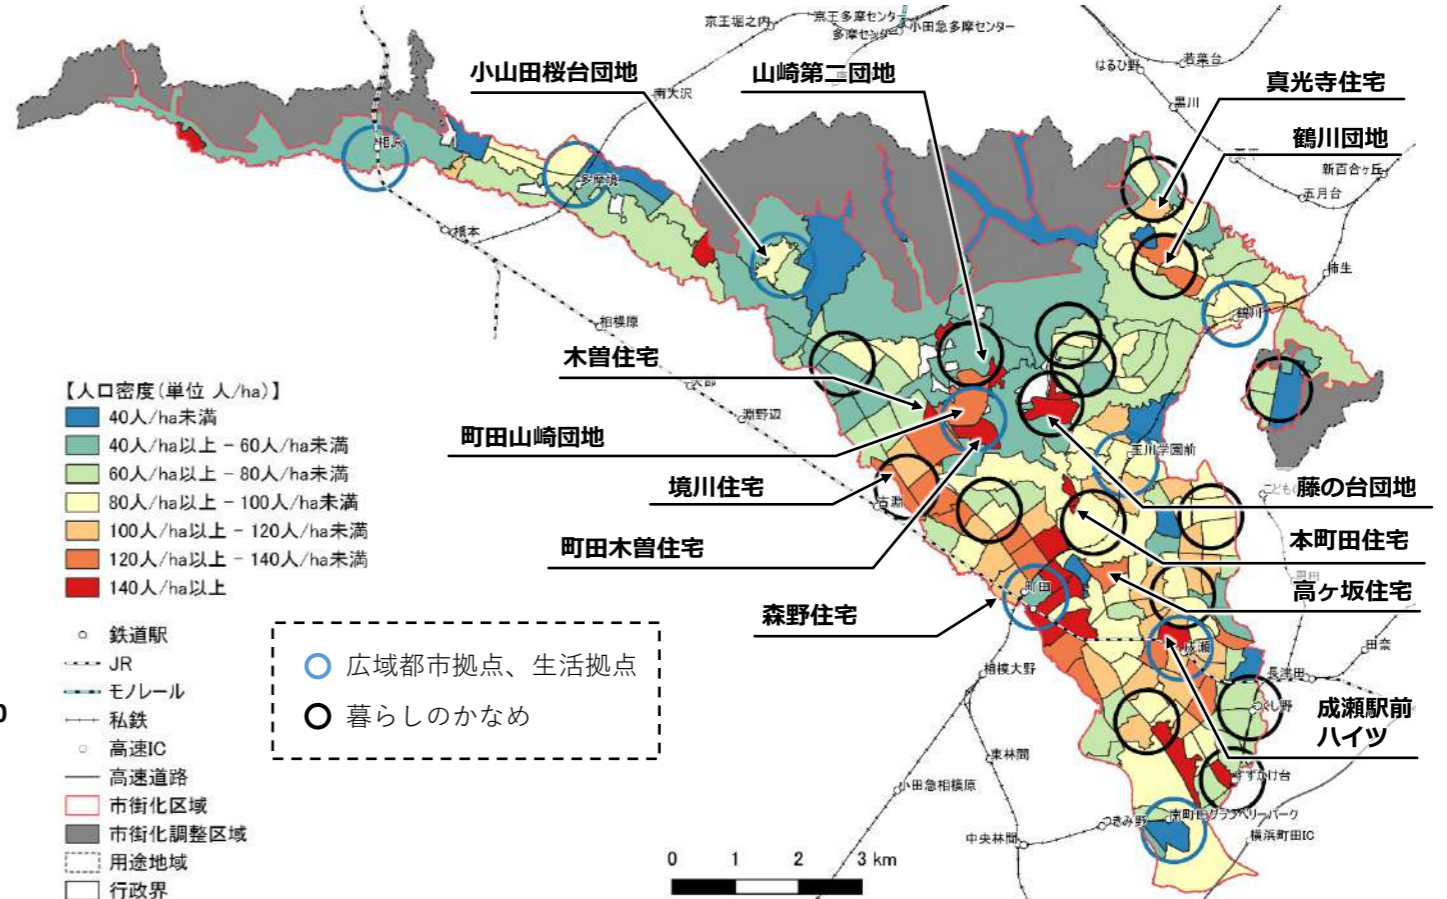 京王堀之内
京王多摩センター
多摩センター
小田急多摩センター
小山田桜台団地
山崎第二団地
はるひ野
若葉台
真光寺住宅
南大沢
黒川
鶴川団地
新百合ヶ丘
相原
多摩境
五月台
橋本
柿生
鶴川
相模原
木曽住宅
【人口密度(単位 人/ha)】
40人/ha未満
40人/ha以上 - 60人/ha未満
60人/ha以上 - 80人/ha未満
80人/ha以上 - 100人/ha未満
100人/ha以上 - 120人/ha未満
120人/ha以上 - 140人/ha未満
140人/ha以上
淵野辺
町田山崎団地
玉川学園前
境川住宅
古淵
藤の台団地
町田木曽住宅
本町田住宅
町田
高ヶ坂住宅
森野住宅
鉄道駅
JR
モノレール
私鉄
高速IC
高速道路
市街化区域
市街化調整区域
用途地域
行政界
広域都市拠点、生活拠点
暮らしのかなめ
成瀬
田奈
相模大野
長津田
つくし野
成瀬駅前
ハイツ
東林間
小田急相模原
すずかけ台
つきみ野
南町田グランベリーパーク
中央林間
横浜町田IC
0 1 2 3 km